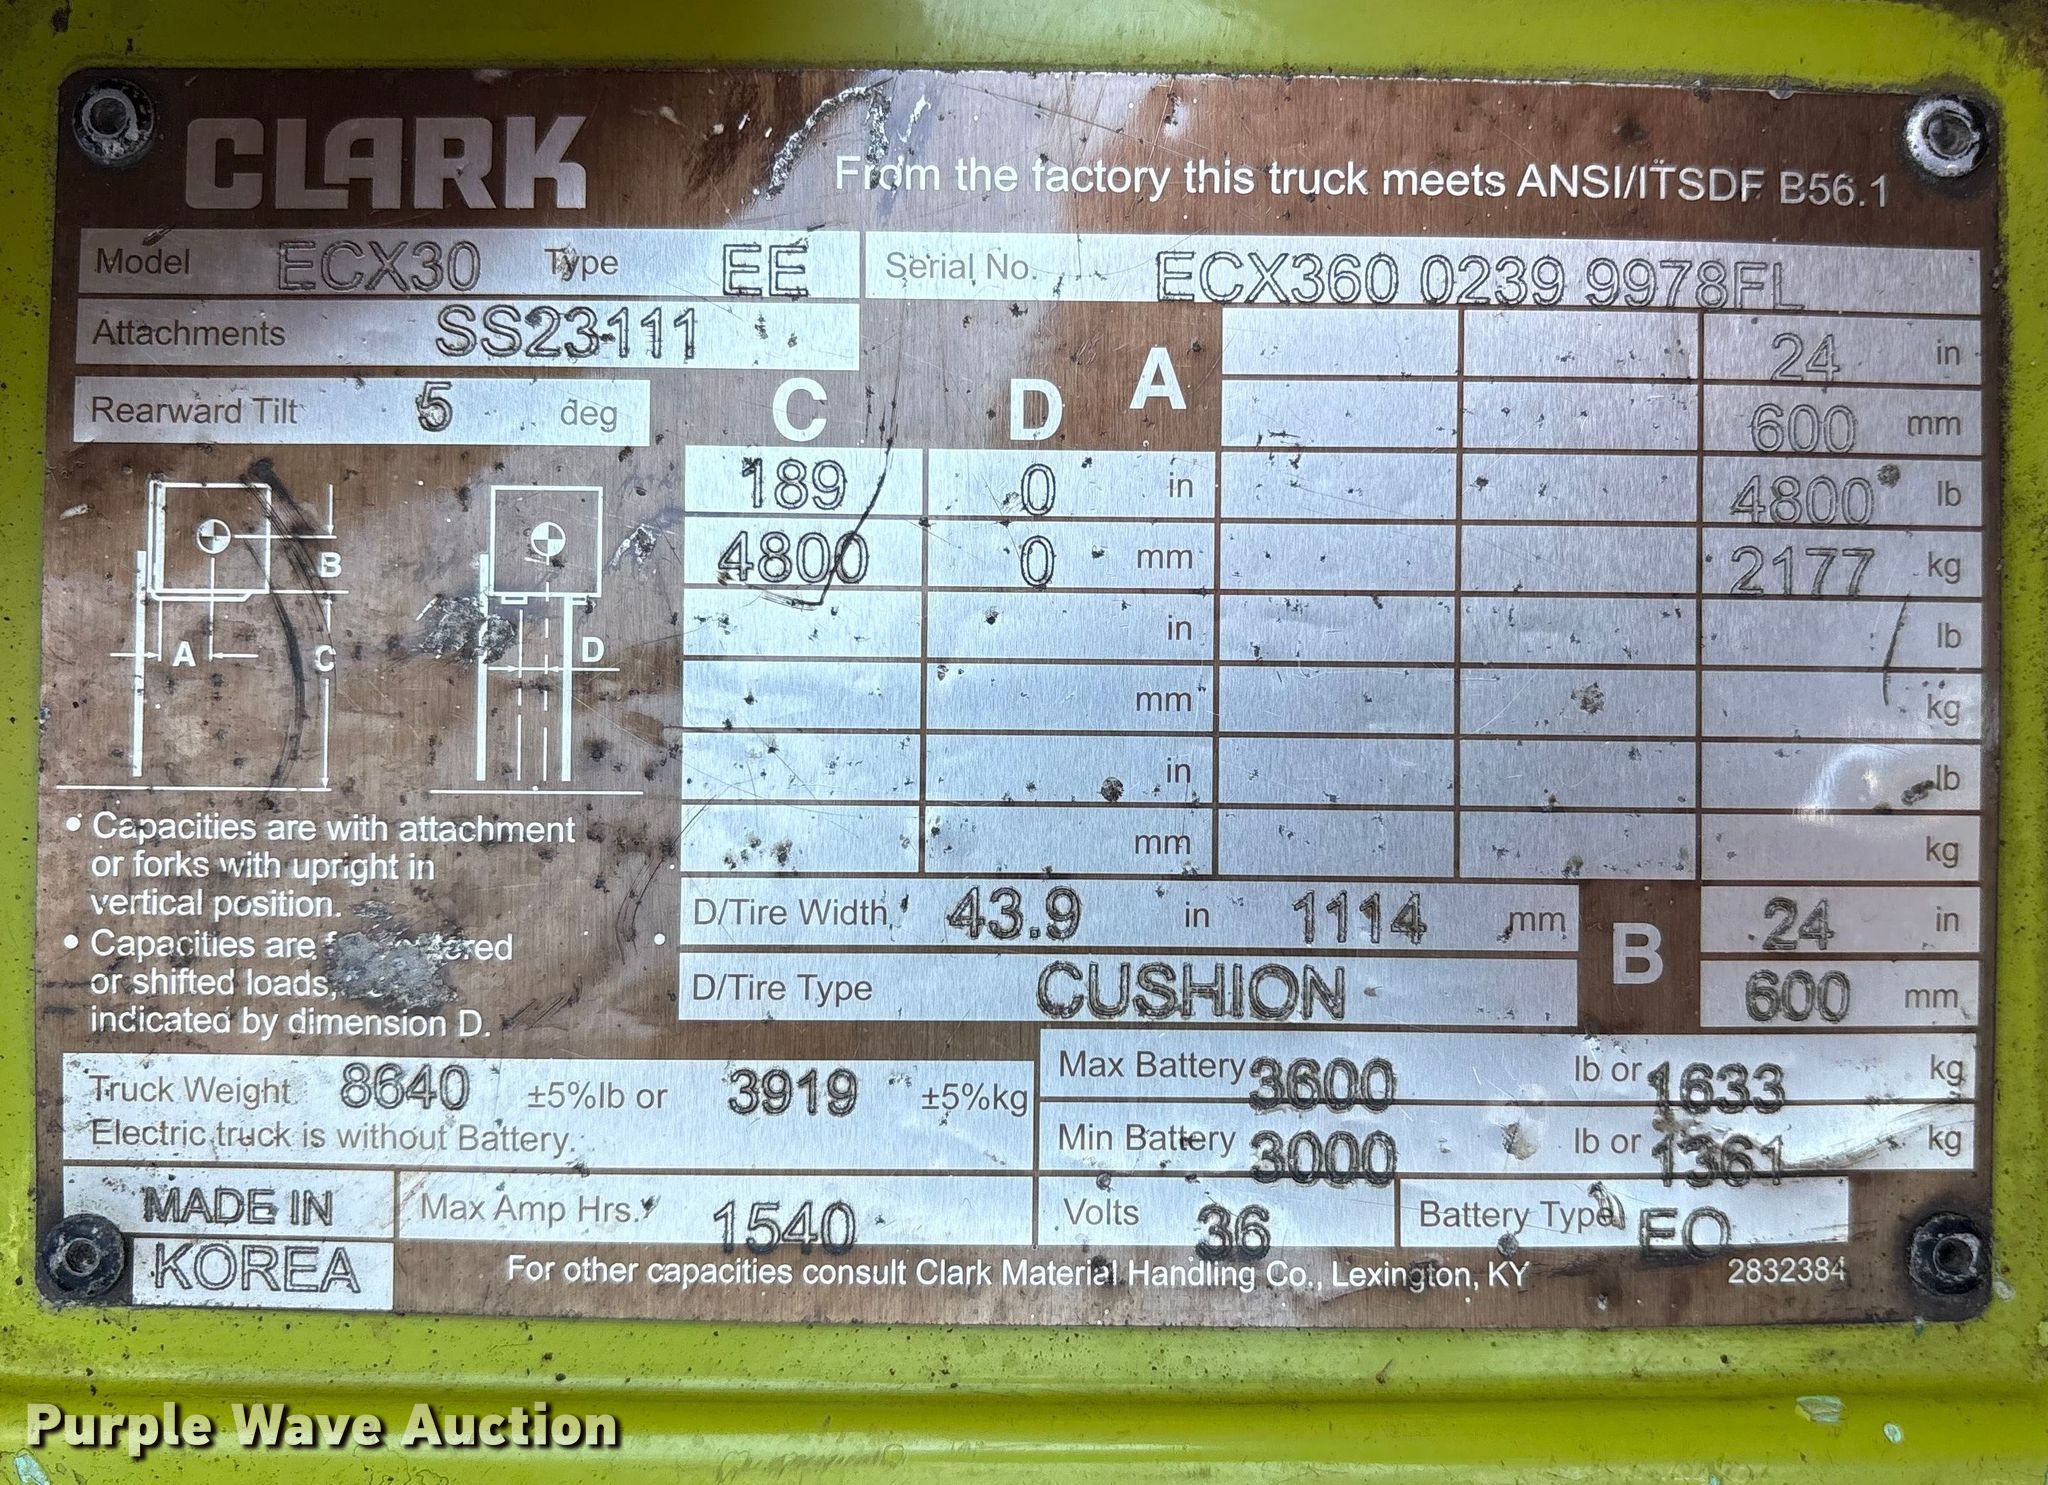 CLARK
From the factory this truck meets ANSI/ITSDF B56.1
Model ECX30 Type EE Serial No. ECX360 0239 9978FL
Attachments SS23-111
Rearward Tilt 5 deg
C D A
24 in
600 mm
189 0 in 4800 lb
4800 0 mm 2177 kg
in lb
mm kg
in lb
mm kg
B
A C D
• Capacities are with attachment
or forks with upright in
vertical position.
• Capacities are
or shifted loads,
indicated by dimension D.
D/Tire Width 43.9 in 1114 mm B 24 in
D/Tire Type CUSHION 600 mm
Truck Weight 8640 ±5%lb or 3919 ±5%kg
Electric truck is without Battery.
Max Battery 3600 lb or 1633 kg
Min Battery 3000 lb or 1361 kg
MADE IN
KOREA
Max Amp Hrs. 1540 Volts 36 Battery Type EO
For other capacities consult Clark Material Handling Co., Lexington, KY 2832384
Purple Wave Auction